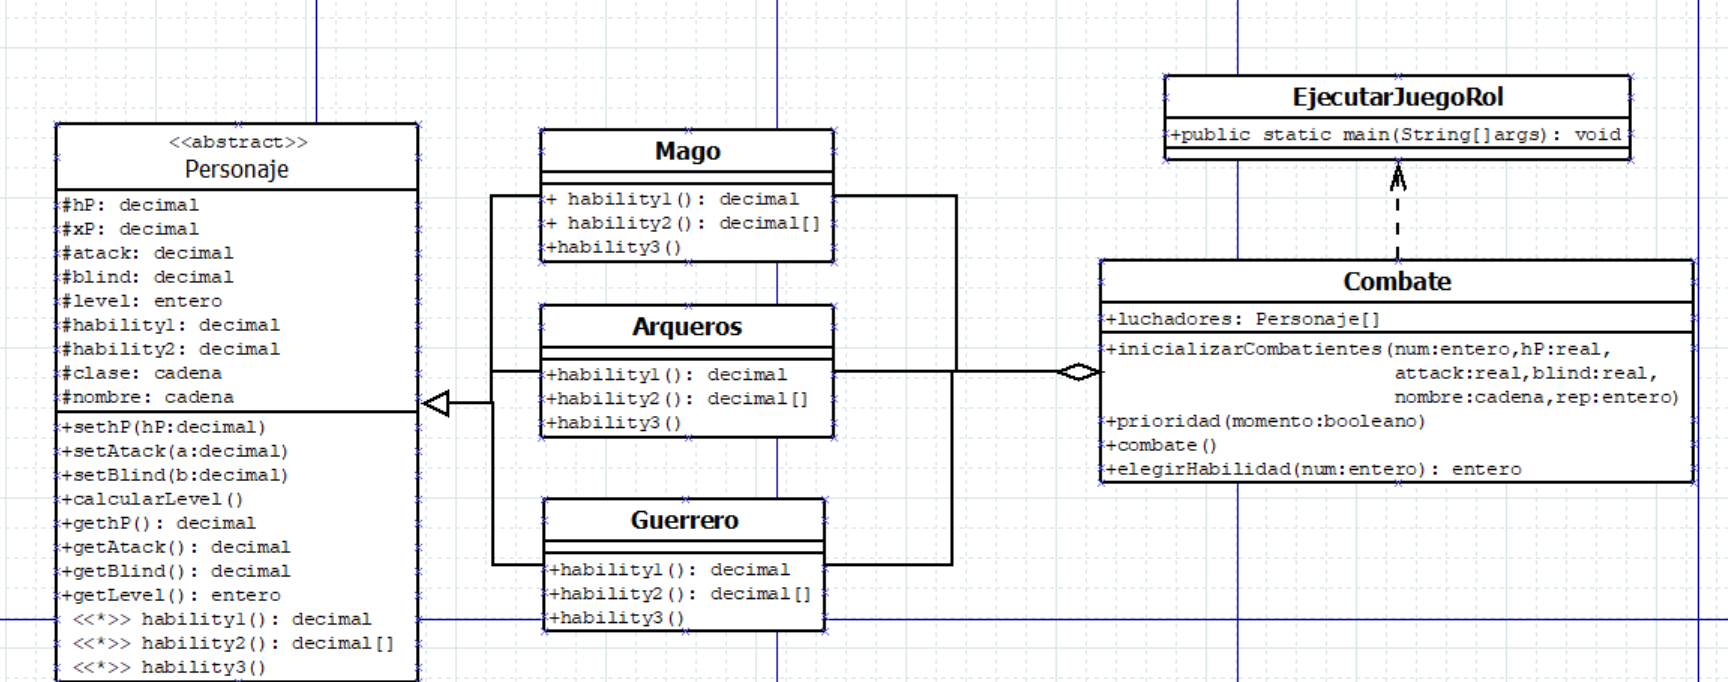 <<abstract>>
Personaje
#hP: decimal
#xP: decimal
#atack: decimal
#blind: decimal
#level: entero
#hability1: decimal
#hability2: decimal
#clase: cadena
#nombre: cadena
+sethP(hP:decimal)
+setAtack(a:decimal)
+setBlind(b:decimal)
+calcularLevel()
+gethP(): decimal
+getAtack(): decimal
+getBlind(): decimal
+getLevel(): entero
<<*>> hability1(): decimal
<<*>> hability2(): decimal[]
<<*>> hability3()
Mago
+ hability1(): decimal
+ hability2(): decimal[]
+hability3()
Arqueros
+hability1(): decimal
+hability2(): decimal[]
+hability3()
Guerrero
+hability1(): decimal
+hability2(): decimal[]
+hability3()
EjecutarJuegoRol
+public static main(String[]args): void
Combate
+luchadores: Personaje[]
+inicializarCombatientes(num:entero,hP:real,
attack:real,blind:real,
nombre:cadena,rep:entero)
+prioridad(momento:booleano)
+combate()
+elegirHabilidad(num:entero): entero